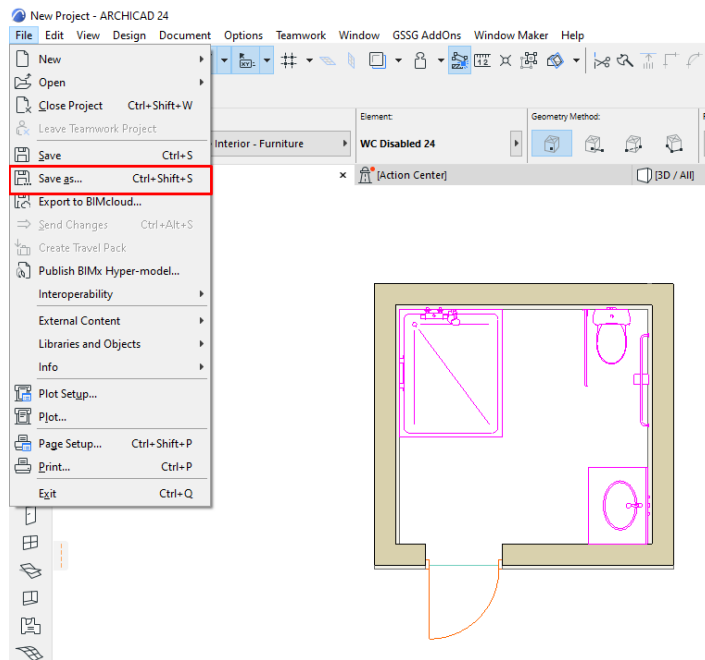 New Project - ARCHICAD 24
File Edit View Design Document Options Teamwork Window GSSG AddOns Window Maker Help
New
Open
Close Project Ctrl+Shift+W
Leave Teamwork Project
Save Ctrl+S
Save as... Ctrl+Shift+S
Export to BIMcloud...
Send Changes Ctrl+Alt+S
Create Travel Pack
Publish BIMx Hyper-model...
Interoperability
External Content
Libraries and Objects
Info
Plot Setup...
Plot...
Page Setup... Ctrl+Shift+P
Print... Ctrl+P
Exit Ctrl+Q
XY:
12
Element:
Geometry Method:
Interior - Furniture
WC Disabled 24
[Action Center]
[3D / All]